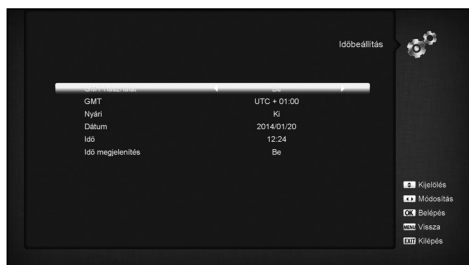 Időbeállítás
GMT
UTC + 01:00
Nyári
Ki
Dátum
2014/01/20
Idő
12:24
Idő megjelenítés
Be
Kijelölés
Módosítás
OK Belépés
MENU Vissza
EXIT Kilépés